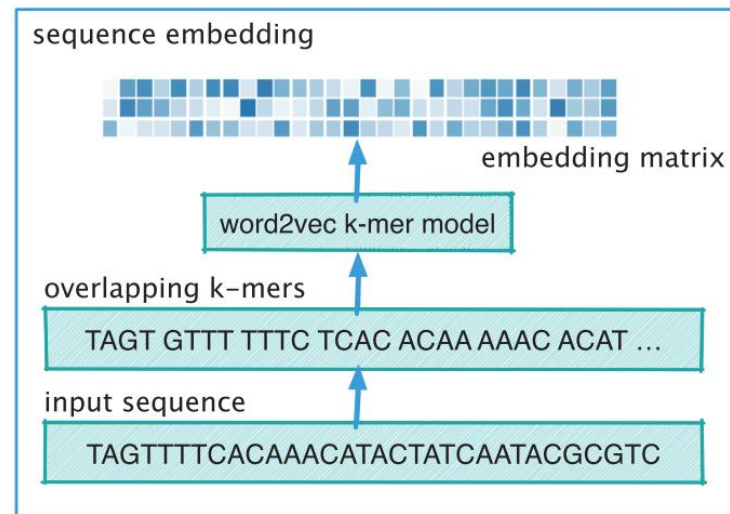 sequence embedding
embedding matrix
word2vec k-mer model
overlapping k-mers
TAGT GTTT TTTC TCAC ACAA AAAC ACAT ...
input sequence
TAGTTTTCACAAACATACTATCAATACGCGTC